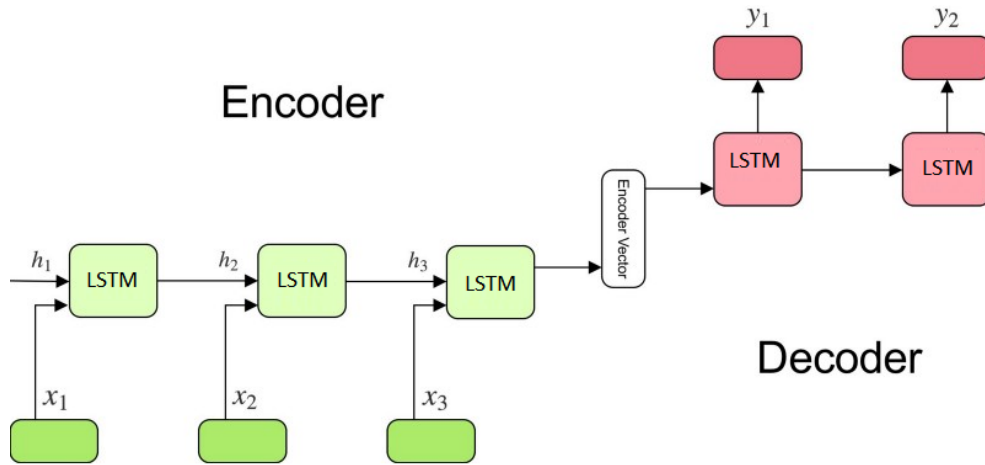 y₁
y₂
Encoder
LSTM
LSTM
Encoder Vector
h₁
LSTM
h₂
LSTM
h₃
LSTM
Decoder
x₁
x₂
x₃